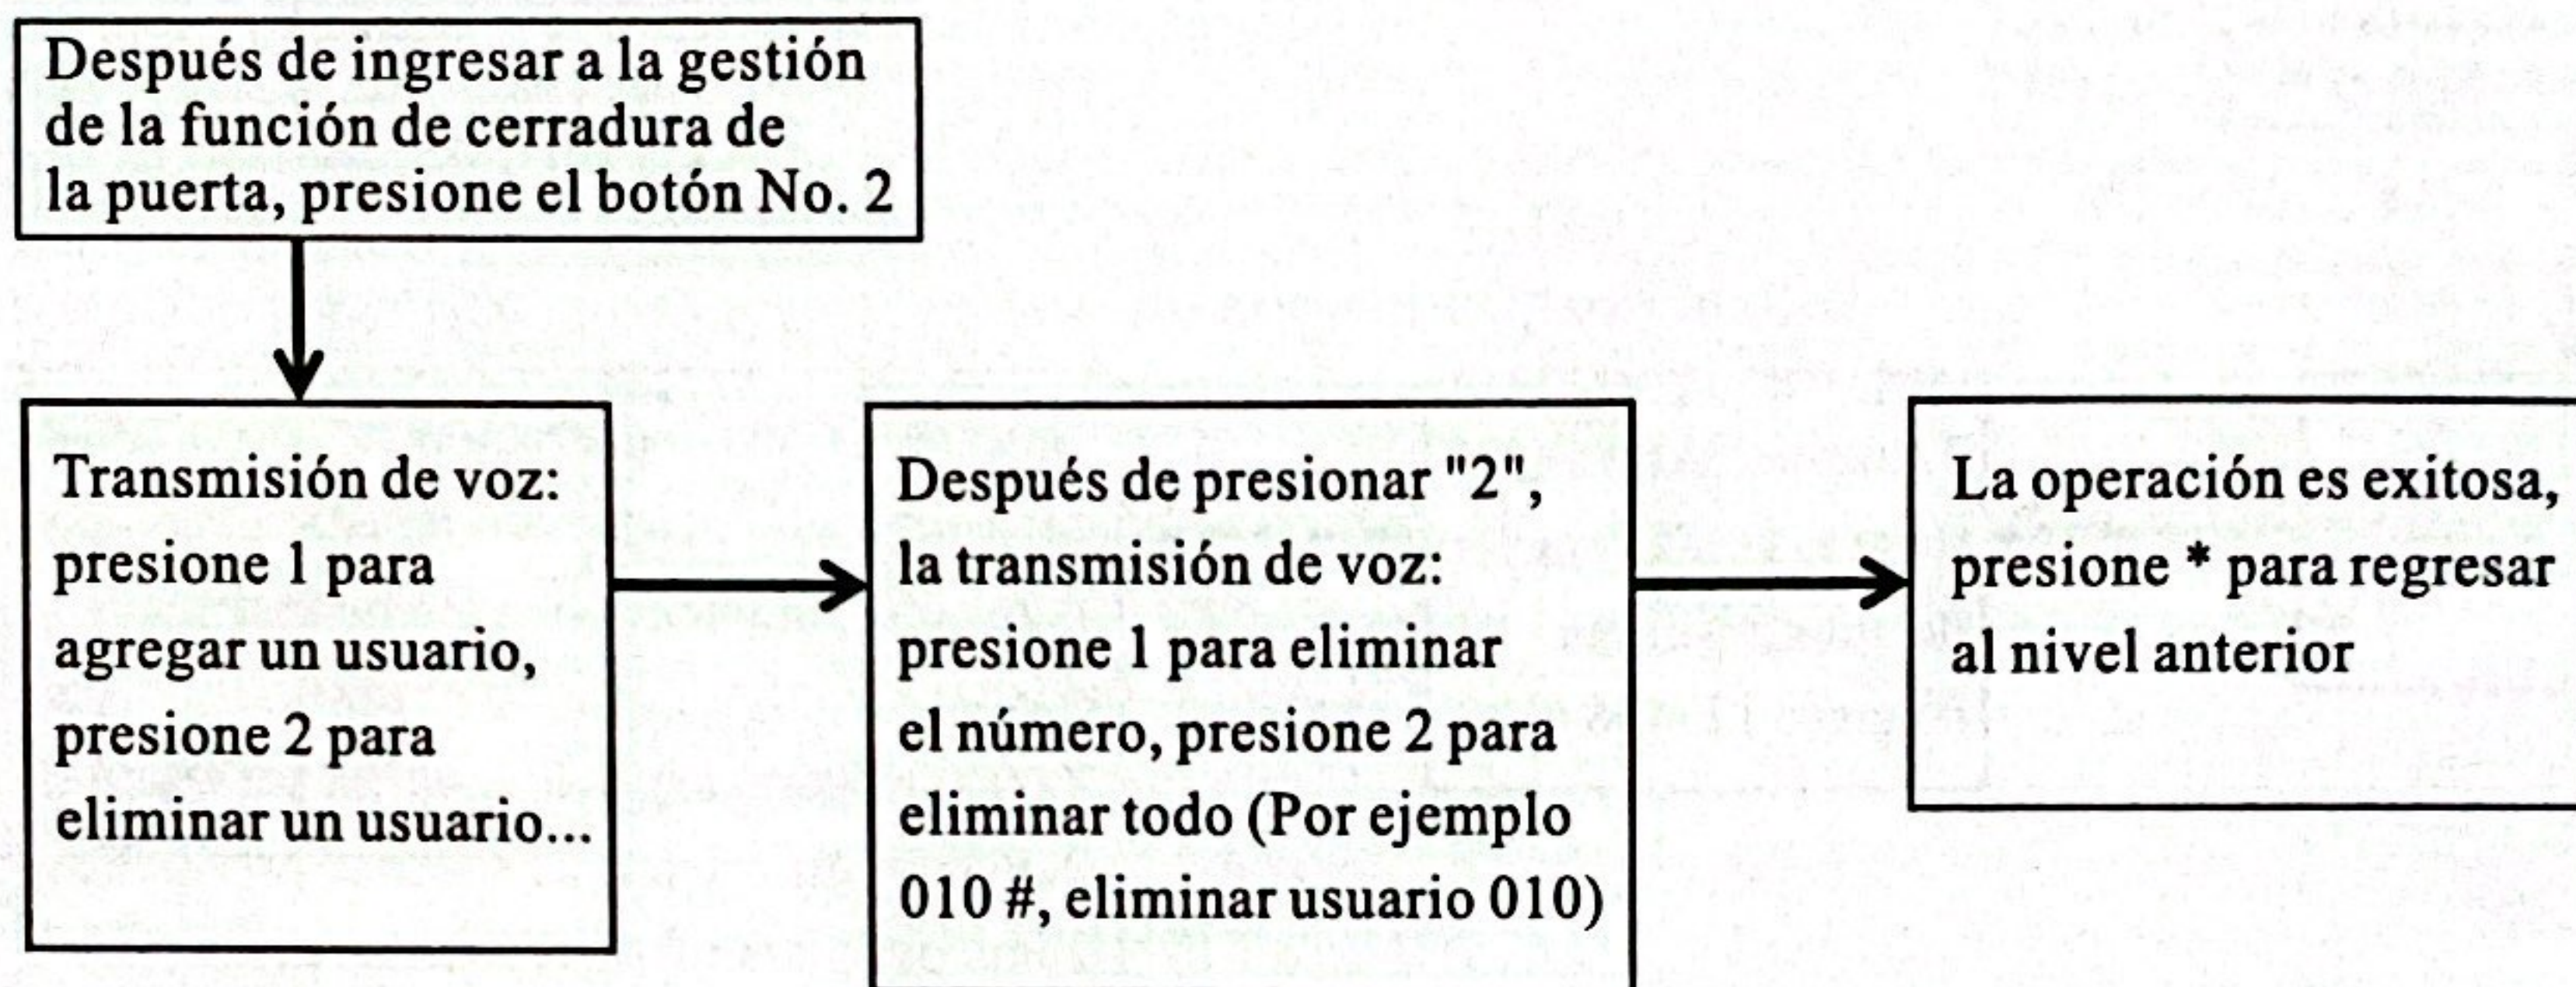 Después de ingresar a la gestión
de la función de cerradura de
la puerta, presione el botón No. 2
Transmisión de voz:
presione 1 para
agregar un usuario,
presione 2 para
eliminar un usuario...
Después de presionar "2",
la transmisión de voz:
presione 1 para eliminar
el número, presione 2 para
eliminar todo (Por ejemplo
010 #, eliminar usuario 010)
La operación es exitosa,
presione * para regresar
al nivel anterior